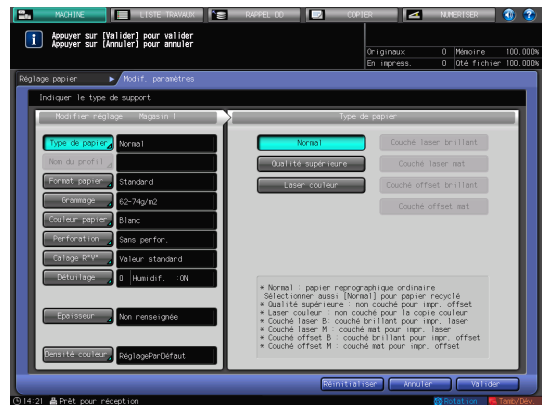 MACHINE LISTE TRAVAUX RAPPEL DD COPIER NUMERISER
Appuyer sur [Valider] pour valider
Appuyer sur [Annuler] pour annuler
Originaux 0 Mémoire 100.000%
En impress. 0 Qté fichier 100.000%
Réglage papier Modif. paramètres
Indiquer le type de support
Modifier réglage Magasin 1
Type de papier
Type de papier Normal
Nom du profil
Format papier Standard
Grammage 62-74g/m2
Couleur papier Blanc
Perforation Sans perfor.
Calage R°V° Valeur standard
Détuilage 0 Humidif. :ON
Epaisseur Non renseignée
Densité couleur RéglageParDéfaut
Normal Couché laser brillant
Qualité supérieure Couché laser mat
Laser couleur Couché offset brillant
Couché offset mat
* Normal : papier reprographique ordinaire
Sélectionner aussi [Normal] pour papier recyclé
* Qualité supérieure : non couché pour impr. offset
* Laser couleur : non couché pour la copie couleur
* Couché laser B: couché brillant pour impr. laser
* Couché laser M : couché mat pour impr. laser
* Couché offset B : couché brillant pour impr. offset
* Couché offset M : couché mat pour impr. offset
Réinitialiser Annuler Valider
14:21 Prêt pour réception Rotation Tamb/Dév.